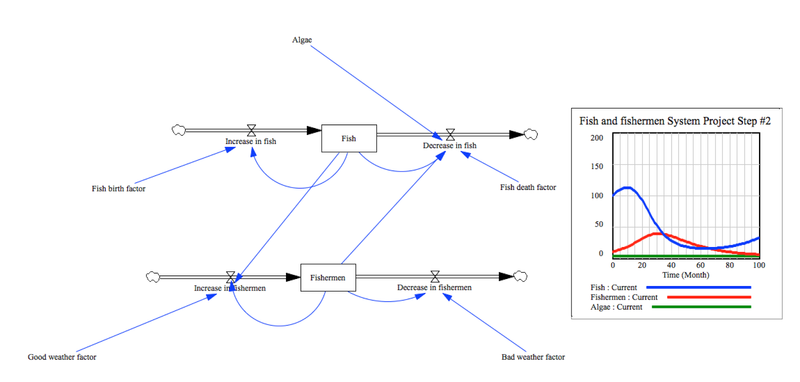 Algae
Increase in fish
Fish
Decrease in fish
Fish birth factor
Fish death factor
Increase in fishermen
Fishermen
Decrease in fishermen
Good weather factor
Bad weather factor
Fish and fishermen System Project Step #2
200
150
100
50
0
0 20 40 60 80 100
Time (Month)
Fish : Current
Fishermen : Current
Algae : Current